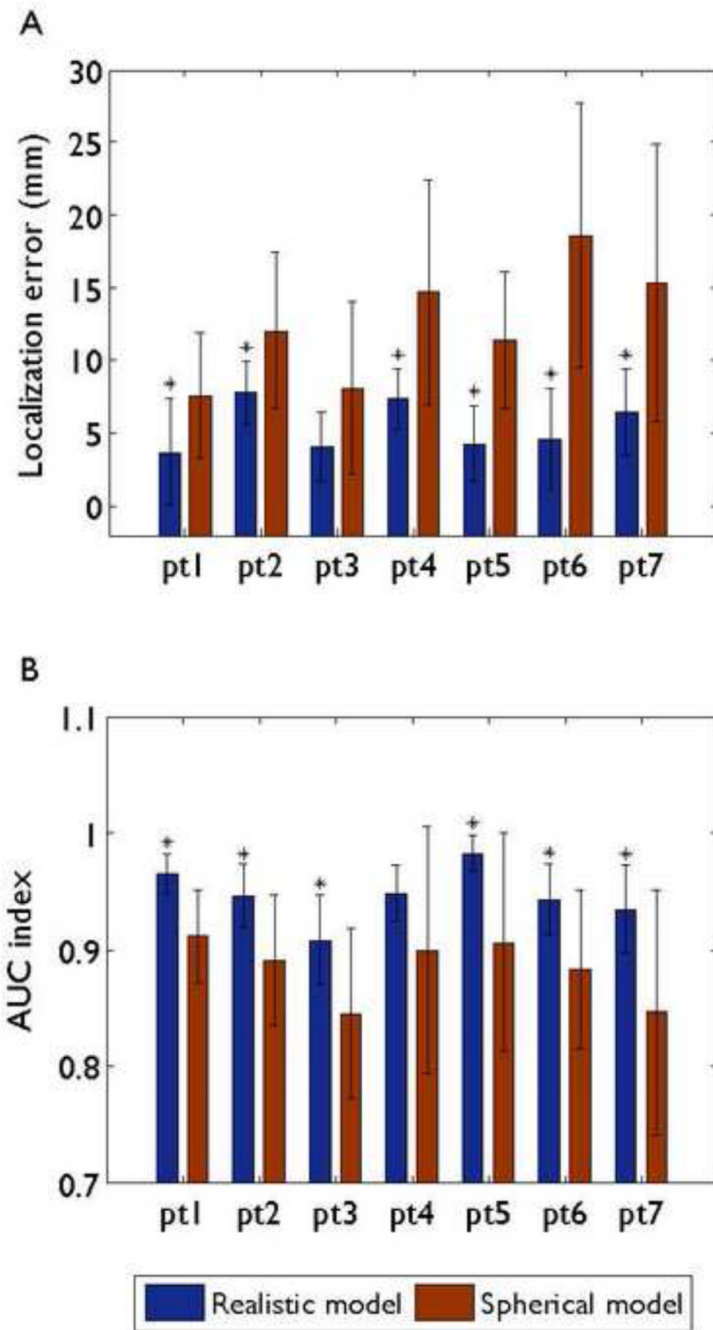 A
30
25
20
15
10
5
0
Localization error (mm)
* * * * * *
pt1 pt2 pt3 pt4 pt5 pt6 pt7
B
1.1
1
0.9
0.8
0.7
AUC index
* * * * * *
pt1 pt2 pt3 pt4 pt5 pt6 pt7
Realistic model Spherical model